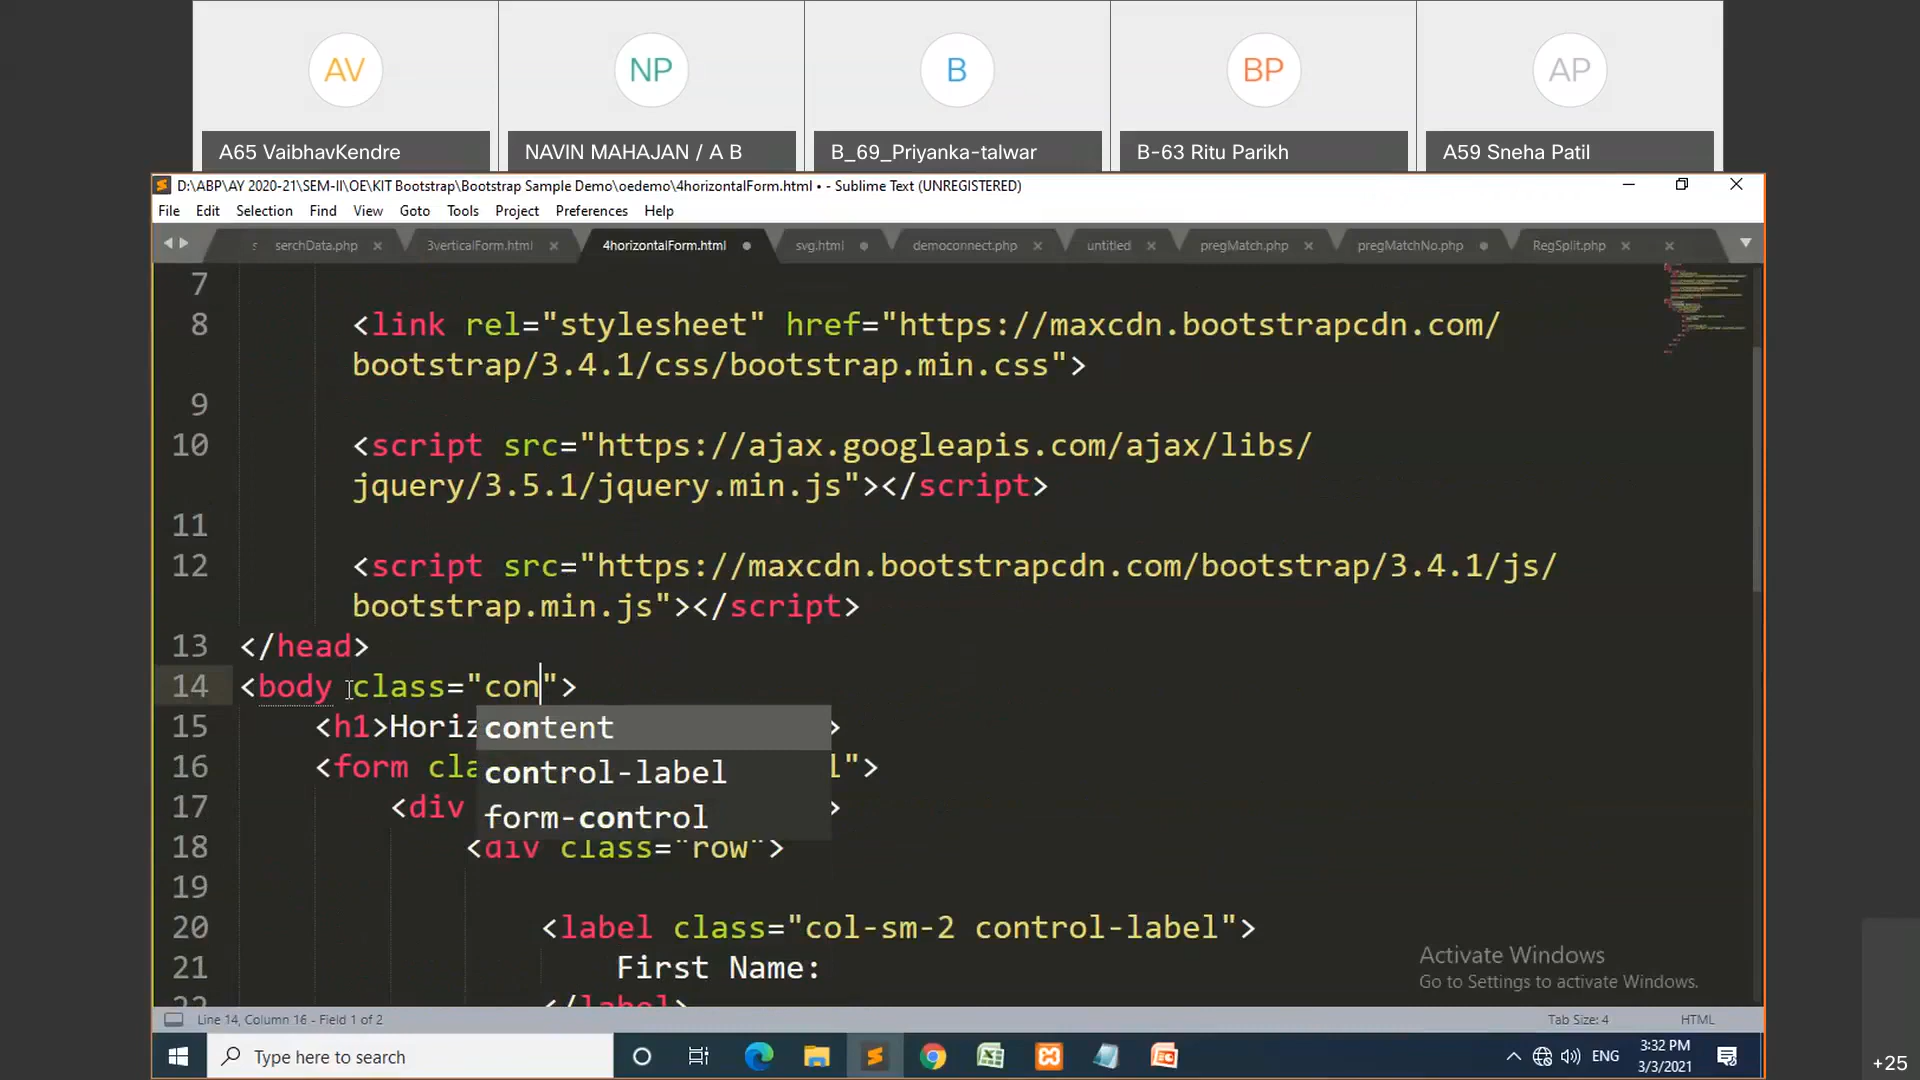 AV
NP
B
BP
AP
A65 VaibhavKendre
NAVIN MAHAJAN / A B
B_69_Priyanka-talwar
B-63 Ritu Parikh
A59 Sneha Patil
D:\ABP\AY 2020-21\SEM-II\OE\KIT Bootstrap\Bootstrap Sample Demo\oedemo\4horizontalForm.html • - Sublime Text (UNREGISTERED)
File Edit Selection Find View Goto Tools Project Preferences Help
serchData.php 3verticalForm.html 4horizontalForm.html svg.html democonnect.php untitled pregMatch.php pregMatchNo.php RegSplit.php
7
8 <link rel="stylesheet" href="https://maxcdn.bootstrapcdn.com/
bootstrap/3.4.1/css/bootstrap.min.css">
9
10 <script src="https://ajax.googleapis.com/ajax/libs/
jquery/3.5.1/jquery.min.js"></script>
11
12 <script src="https://maxcdn.bootstrapcdn.com/bootstrap/3.4.1/js/
bootstrap.min.js"></script>
13 </head>
14 <body class="con">
15 <h1>Horiz content >
16 <form cla control-label l">
17 <div form-control >
18 <div class="row">
19
20 <label class="col-sm-2 control-label">
21 First Name:
22 </label>
Activate Windows
Go to Settings to activate Windows.
Line 14, Column 16 - Field 1 of 2 Tab Size: 4 HTML
Type here to search
ENG
3:32 PM
3/3/2021
+25